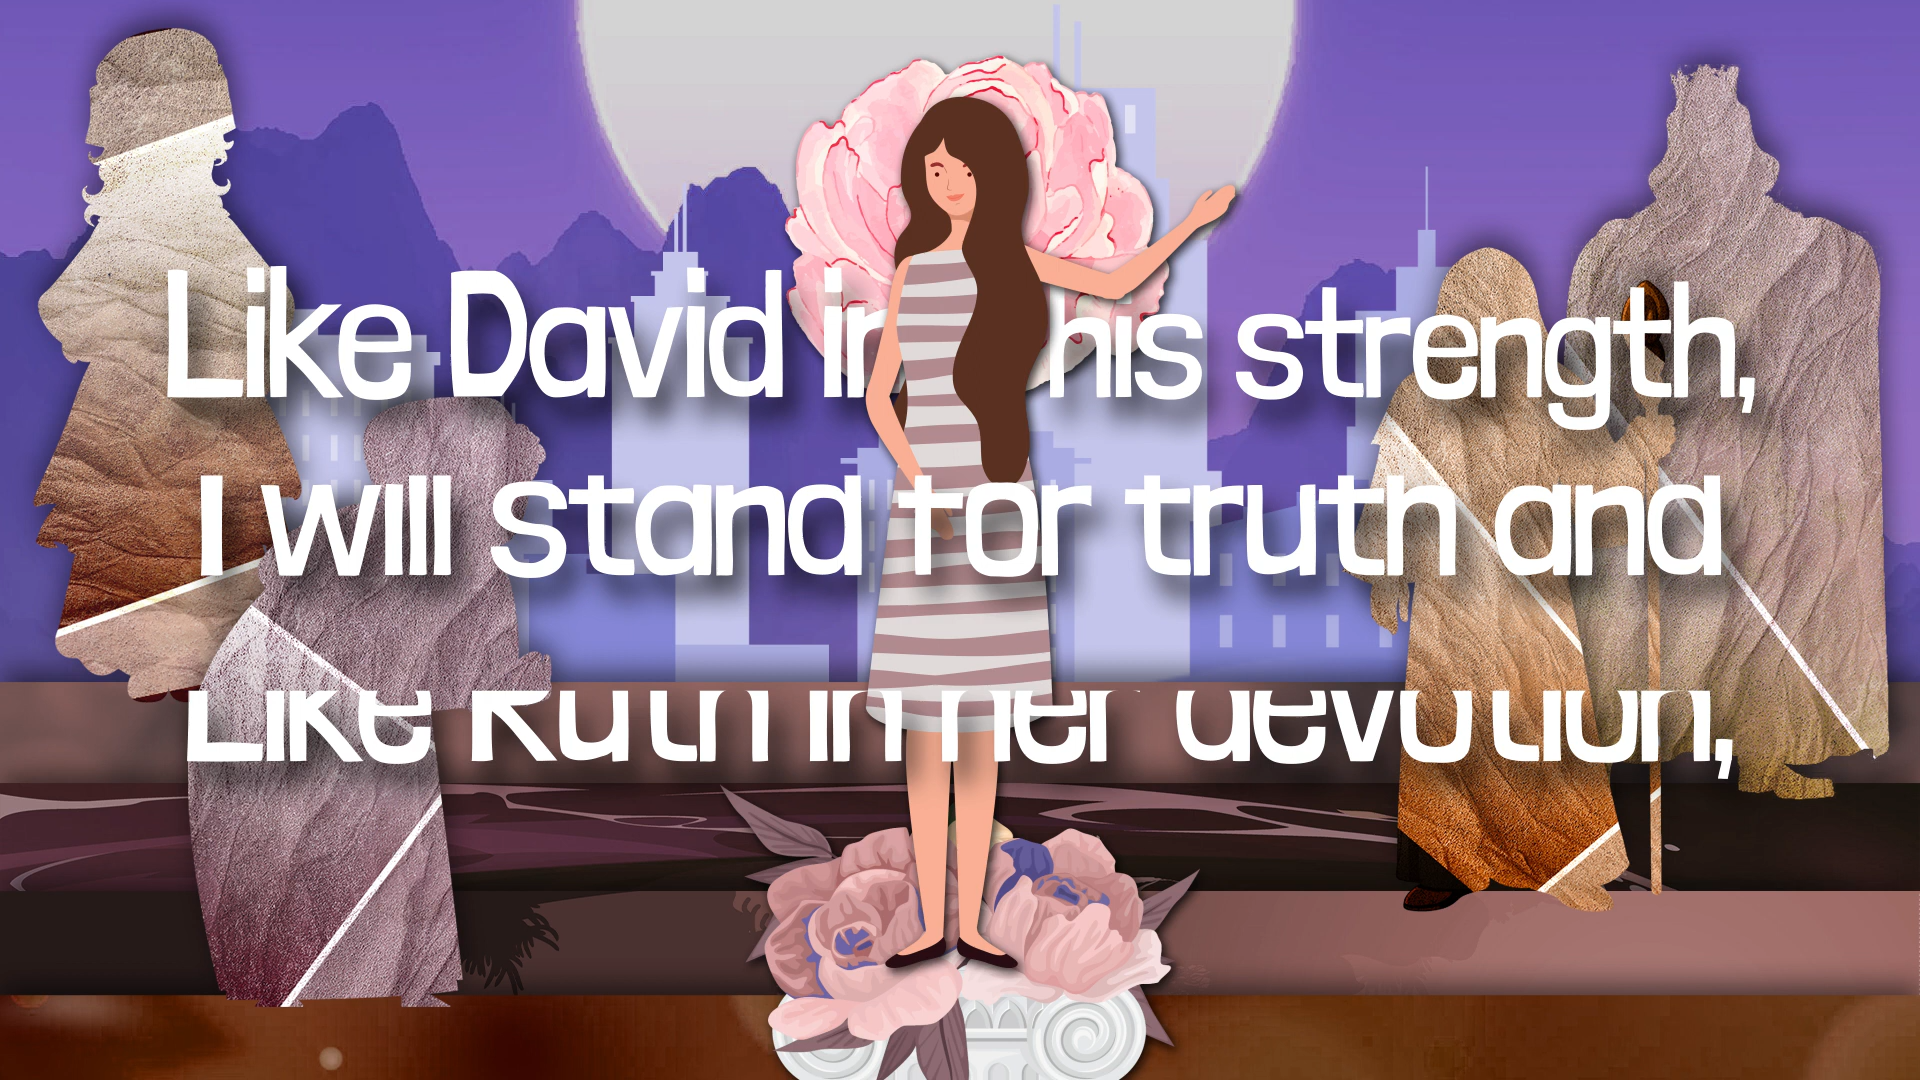 Like David in his strength,
I will stand for truth and
Like Ruth in her devotion,